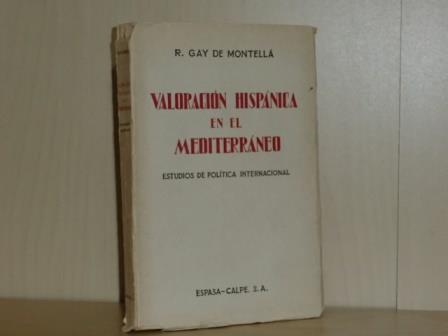 R. GAY DE MONTELLÁ
VALORACIÓN HISPÁNICA
EN EL
MEDITERRÁNEO
ESTUDIOS DE POLÍTICA INTERNACIONAL
ESPASA-CALPE, S. A.